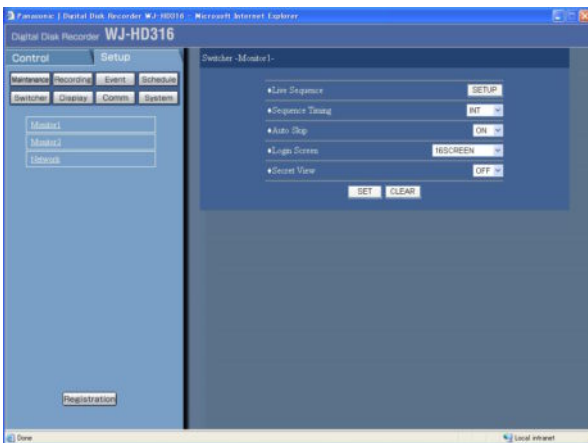 Panasonic | Digital Disk Recorder WJ-HD316 - Microsoft Internet Explorer
Digital Disk Recorder WJ-HD316
Control Setup
Maintenance Recording Event Schedule
Switcher Display Comm System
Monitor1
Monitor2
Network
Registration
Switcher -Monitor1-
♦Live Sequence SETUP
♦Sequence Timing INT
♦Auto Skip ON
♦Login Screen 16SCREEN
♦Secret View OFF
SET CLEAR
Done Local intranet